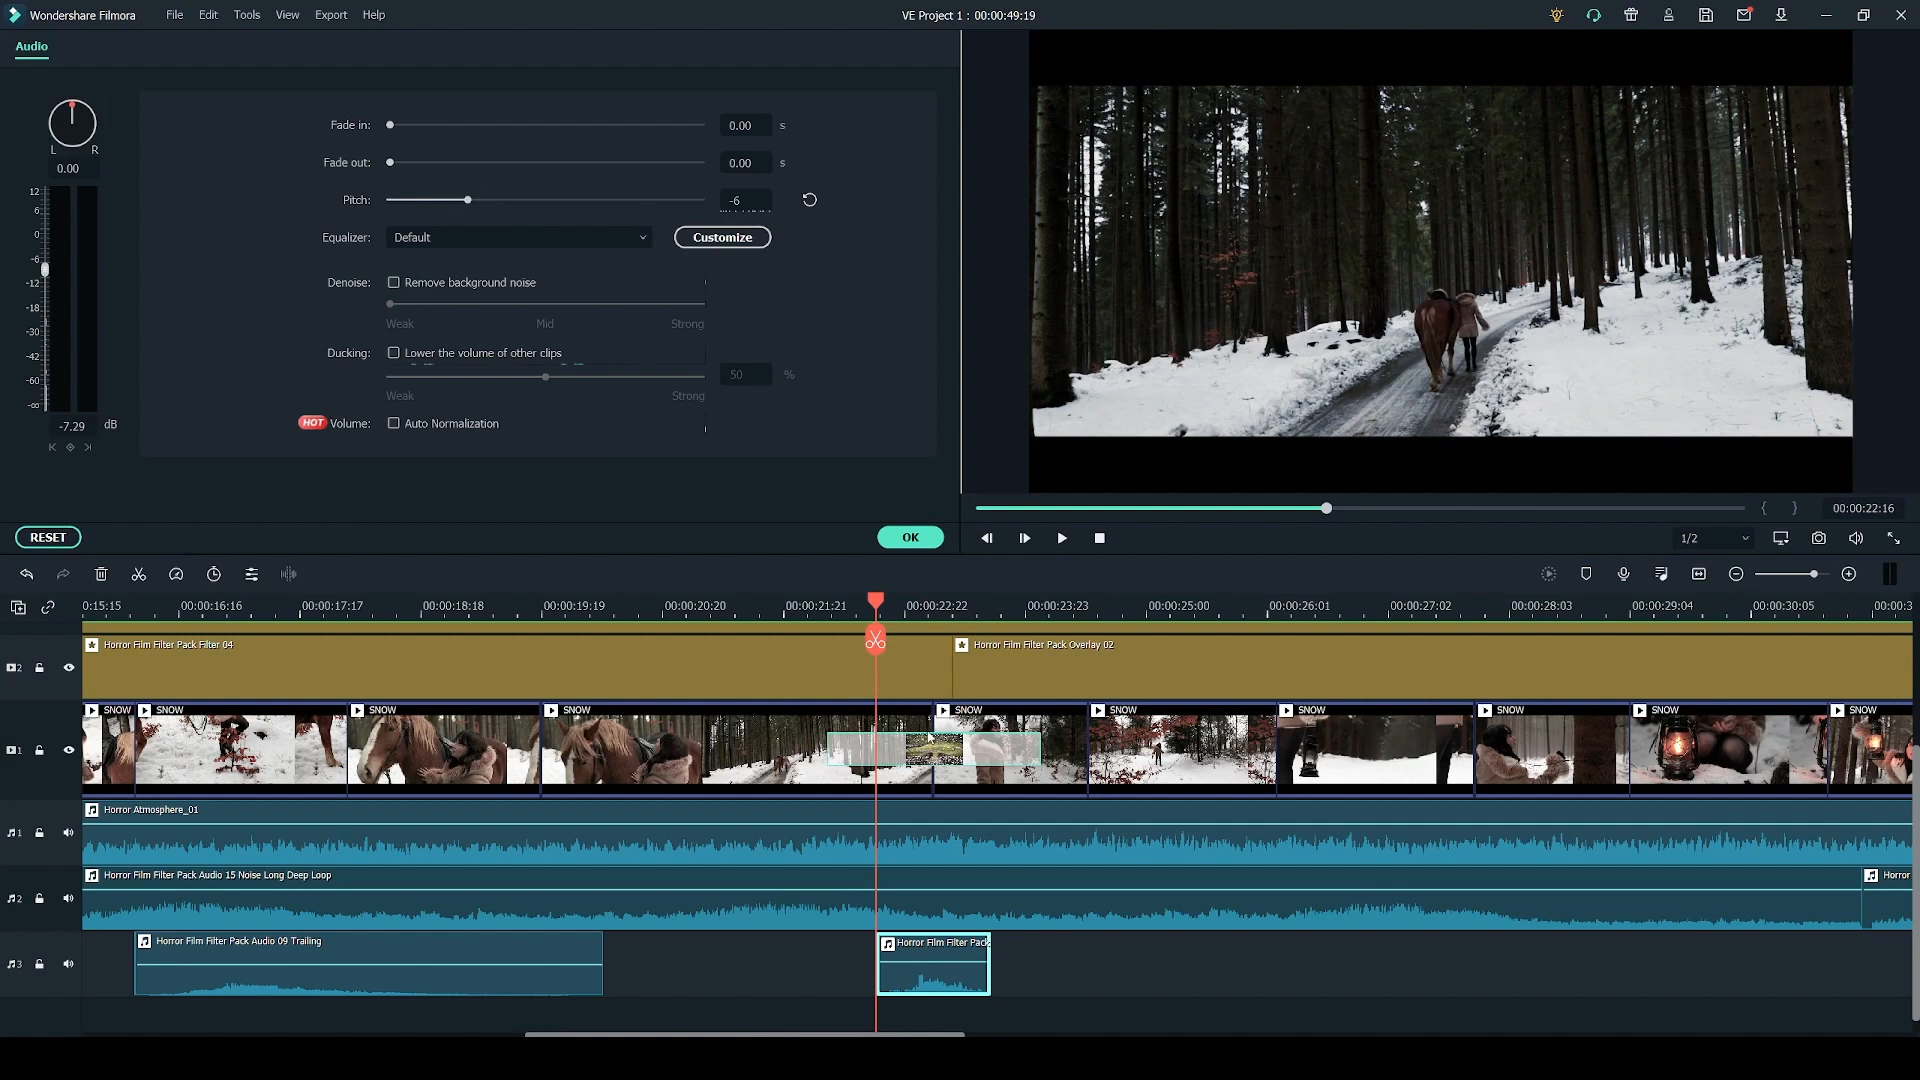 Wondershare Filmora File Edit Tools View Export Help VE Project 1 : 00:00:49:19
Audio
L R
0.00
12
6
0
-6
-12
-18
-30
-42
-60
-∞
-7.29 dB
Fade in: 0.00 s
Fade out: 0.00 s
Pitch: -6
Equalizer: Default Customize
Denoise: Remove background noise
Weak Mid Strong
Ducking: Lower the volume of other clips
50 %
Weak Strong
HOT Volume: Auto Normalization
RESET OK
{ } 00:00:22:16
1/2
0:15:15 00:00:16:16 00:00:17:17 00:00:18:18 00:00:19:19 00:00:20:20 00:00:21:21 00:00:22:22 00:00:23:23 00:00:25:00 00:00:26:01 00:00:27:02 00:00:28:03 00:00:29:04 00:00:30:05 00:00:3
2 Horror Film Filter Pack Filter 04 Horror Film Filter Pack Overlay 02
SNOW SNOW SNOW SNOW SNOW SNOW SNOW SNOW SNOW SNOW
1
Horror Atmosphere_01
1
Horror Film Filter Pack Audio 15 Noise Long Deep Loop Horror
2
Horror Film Filter Pack Audio 09 Trailing Horror Film Filter Pack
3